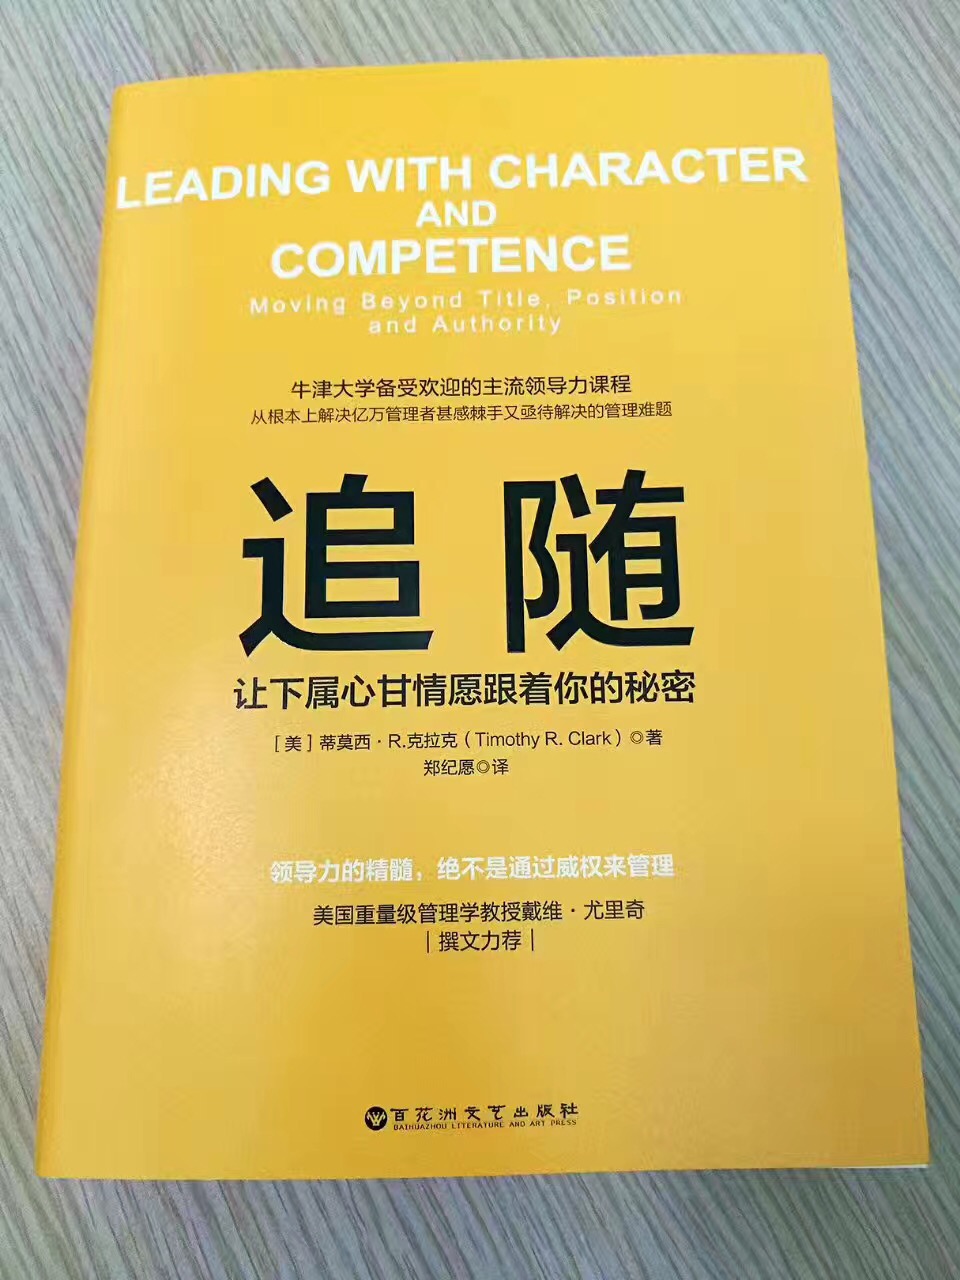 LEADING WITH CHARACTER
AND
COMPETENCE
Moving Beyond Title, Position
and Authority
牛津大学备受欢迎的主流领导力课程
从根本上解决亿万管理者甚感棘手又亟待解决的管理难题
追随
让下属心甘情愿跟着你的秘密
[美]蒂莫西·R.克拉克（Timothy R. Clark）◎著
郑纪愿◎译
领导力的精髓，绝不是通过威权来管理
美国重量级管理学教授戴维·尤里奇
|撰文力荐|
百花洲文艺出版社
BAIHUAZHOU LITERATURE AND ART PRESS